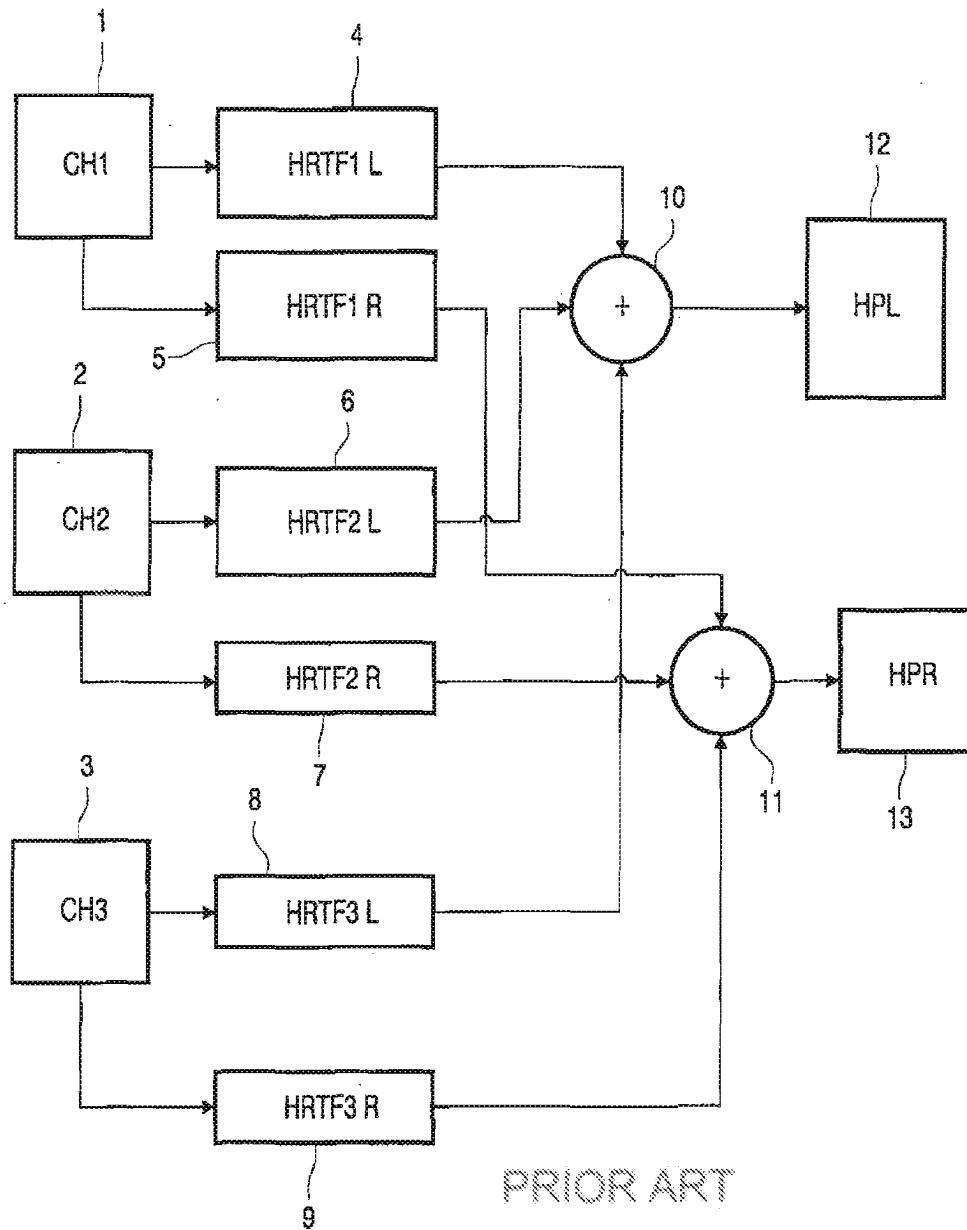 1
4
CH1
HRTF1 L
12
10
HRTF1 R
+
HPL
5
2
6
CH2
HRTF2 L
HRTF2 R
+
HPR
7
11
3
8
13
CH3
HRTF3 L
HRTF3 R
9
PRIOR ART